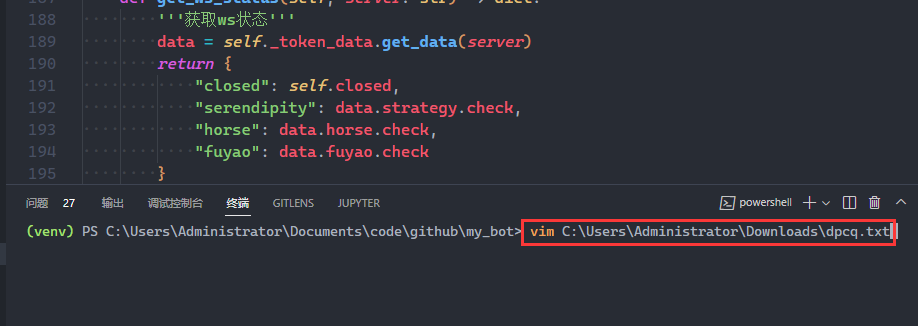 187 def get_ws_status(self, server: str) -> dict:
188 '''获取ws状态'''
189 data = self._token_data.get_data(server)
190 return {
191 "closed": self.closed,
192 "serendipity": data.strategy.check,
193 "horse": data.horse.check,
194 "fuyao": data.fuyao.check
195 }
问题 27 输出 调试控制台 终端 GITLENS JUPYTER powershell
(venv) PS C:\Users\Administrator\Documents\code\github\my_bot> vim C:\Users\Administrator\Downloads\dpcq.txt